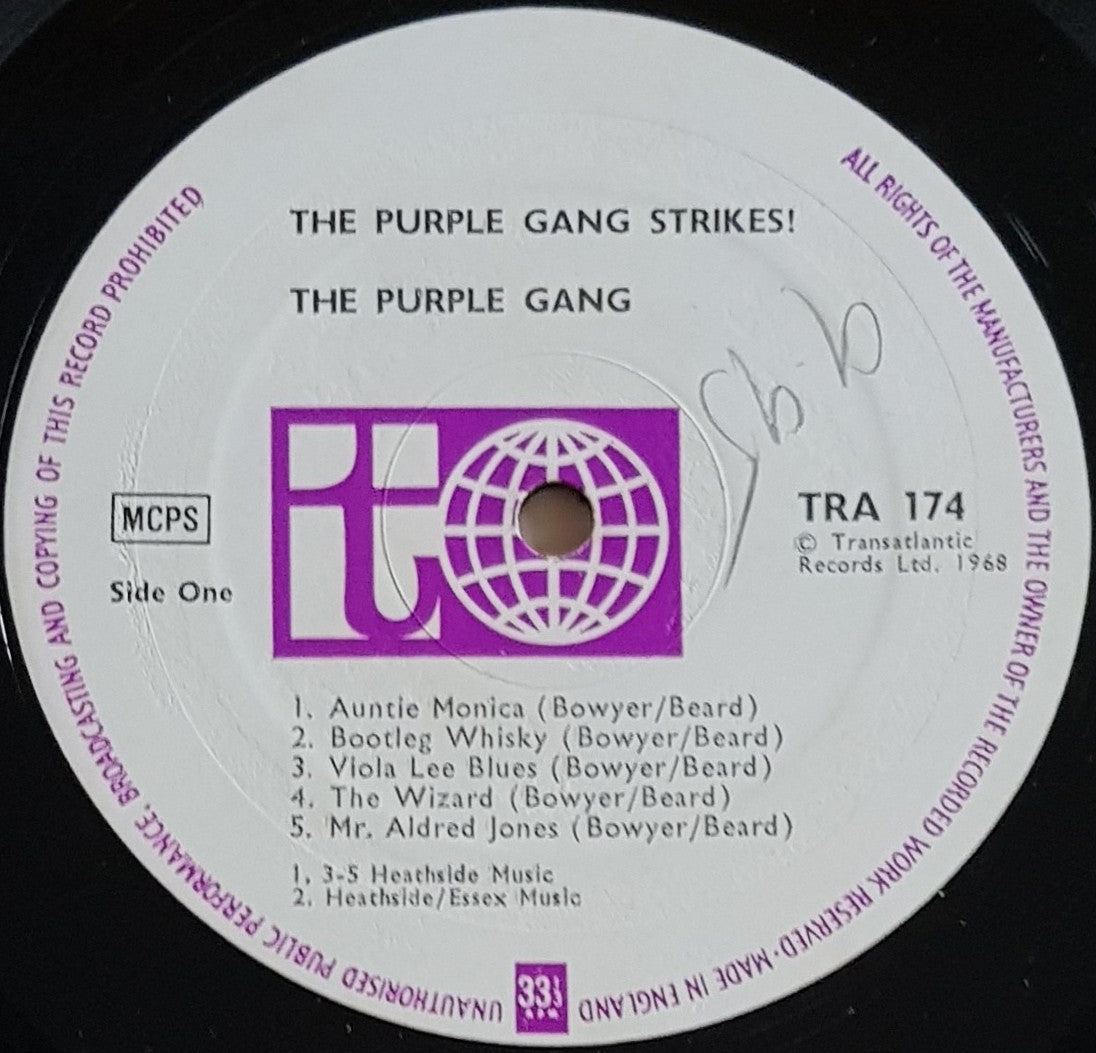 THE PURPLE GANG STRIKES!
THE PURPLE GANG
MCPS
Side One
TRA 174
© Transatlantic
Records Ltd. 1968
1. Auntie Monica (Bowyer/Beard)
2. Bootleg Whisky (Bowyer/Beard)
3. Viola Lee Blues (Bowyer/Beard)
4. The Wizard (Bowyer/Beard)
5. Mr. Aldred Jones (Bowyer/Beard)
1, 3-5 Heathside Music
2. Heathside/Essex Music
ALL RIGHTS OF THE MANUFACTURERS AND THE OWNER OF THE RECORDED WORK RESERVED · MADE IN ENGLAND
33⅓
UNAUTHORISED PUBLIC PERFORMANCE, BROADCASTING AND COPYING OF THIS RECORD PROHIBITED